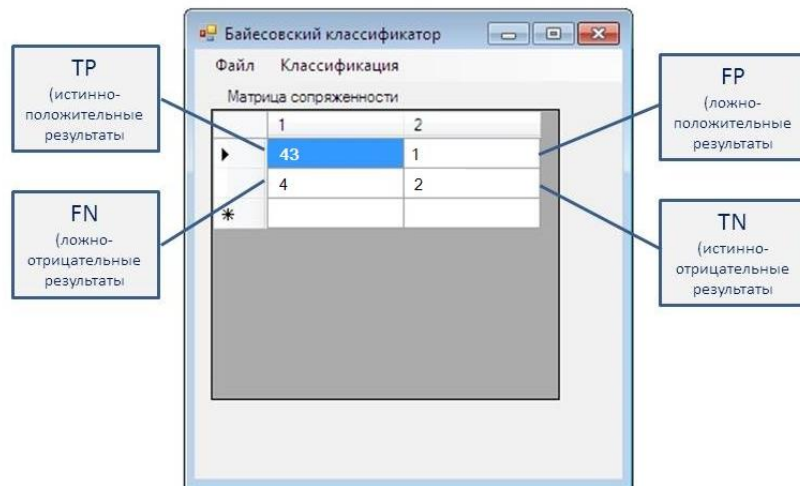 Байесовский классификатор
Файл Классификация
Матрица сопряженности
1 2
43 1
4 2
TP
(истинно-
положительные
результаты
FN
(ложно-
отрицательные
результаты
FP
(ложно-
положительные
результаты
TN
(истинно-
отрицательные
результаты